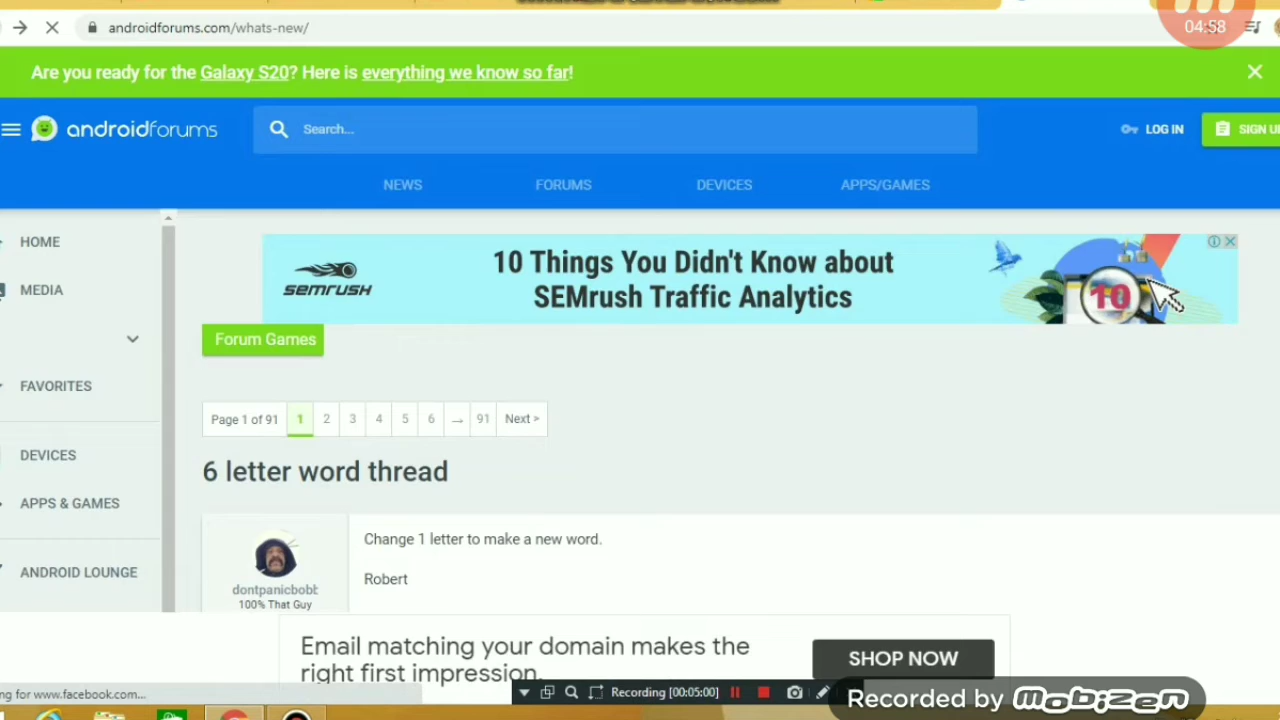 04:58
androidforums.com/whats-new/
Are you ready for the Galaxy S20? Here is everything we know so far!
androidforums
Search...
LOG IN
SIGN
NEWS
FORUMS
DEVICES
APPS/GAMES
HOME
MEDIA
FAVORITES
DEVICES
APPS & GAMES
ANDROID LOUNGE
SEMRUSH
10 Things You Didn't Know about
SEMrush Traffic Analytics
10
Forum Games
Page 1 of 91 1 2 3 4 5 6 → 91 Next >
6 letter word thread
Change 1 letter to make a new word.
Robert
dontpanicbobb
100% That Guy
Email matching your domain makes the
right first impression.
SHOP NOW
ng for www.facebook.com...
Recording [00:05:00]
Recorded by mobizen